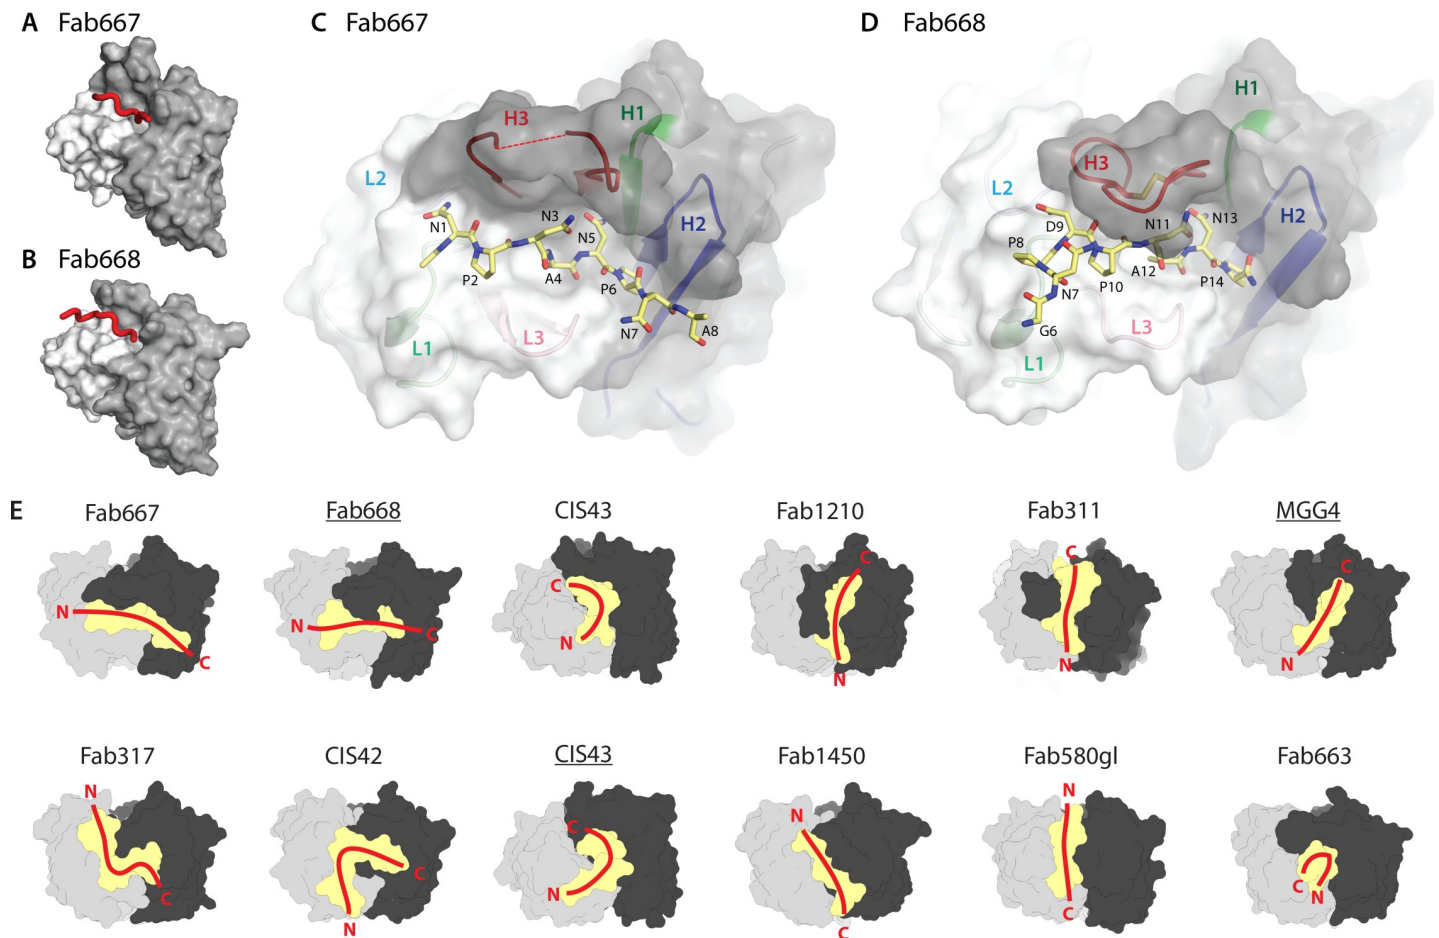 A Fab667
B Fab668
C Fab667
H3
H1
L2
H2
N1
N3
N5
P2
A4
P6
N7
A8
L1
L3
D Fab668
H1
H3
L2
H2
D9
N11
N13
P8
A12
P10
P14
N7
G6
L3
L1
E
Fab667
Fab668
CIS43
Fab1210
Fab311
MGG4
N
C
N
C
C
N
C
N
C
N
C
N
Fab317
CIS42
CIS43
Fab1450
Fab580gl
Fab663
N
C
C
N
C
N
N
C
N
C
C
N